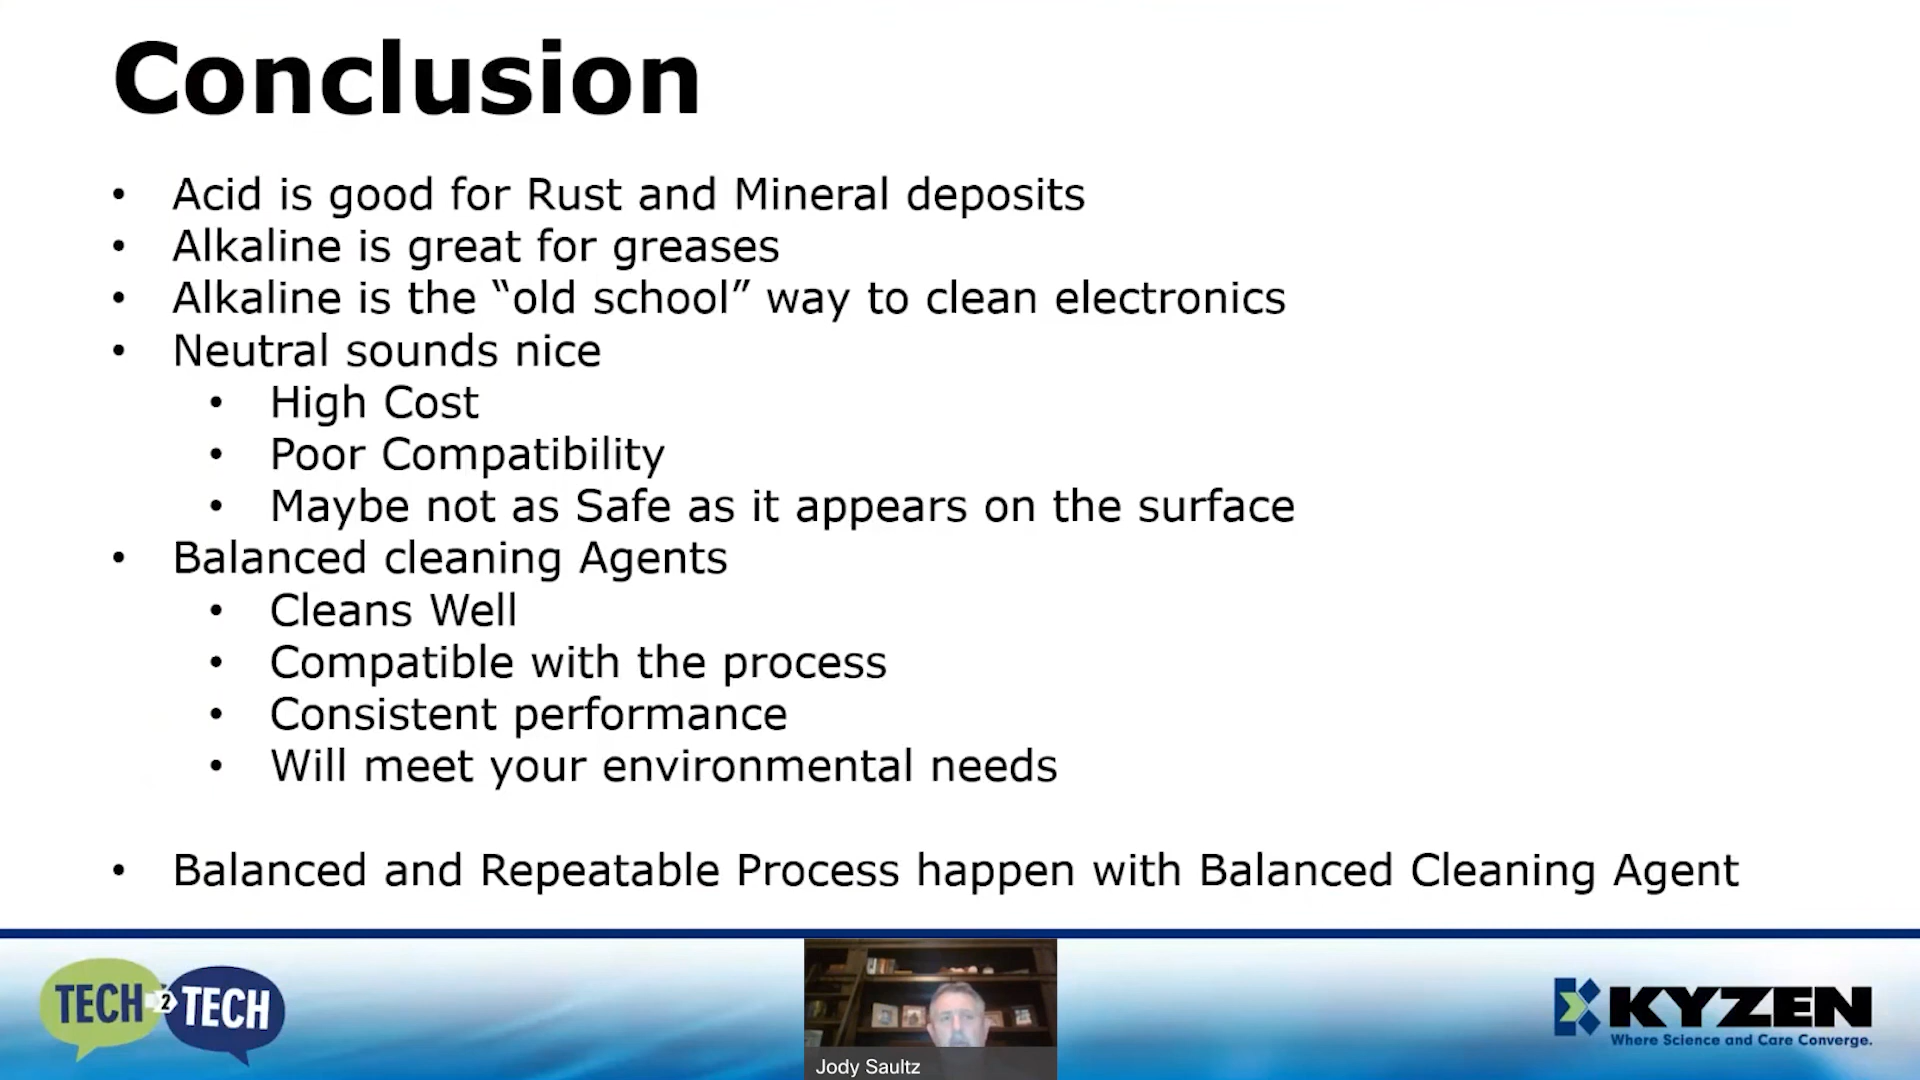 Conclusion
• Acid is good for Rust and Mineral deposits
• Alkaline is great for greases
• Alkaline is the “old school” way to clean electronics
• Neutral sounds nice
• High Cost
• Poor Compatibility
• Maybe not as Safe as it appears on the surface
• Balanced cleaning Agents
• Cleans Well
• Compatible with the process
• Consistent performance
• Will meet your environmental needs
• Balanced and Repeatable Process happen with Balanced Cleaning Agent
TECH 2 TECH
Jody Saultz
KYZEN
Where Science and Care Converge.